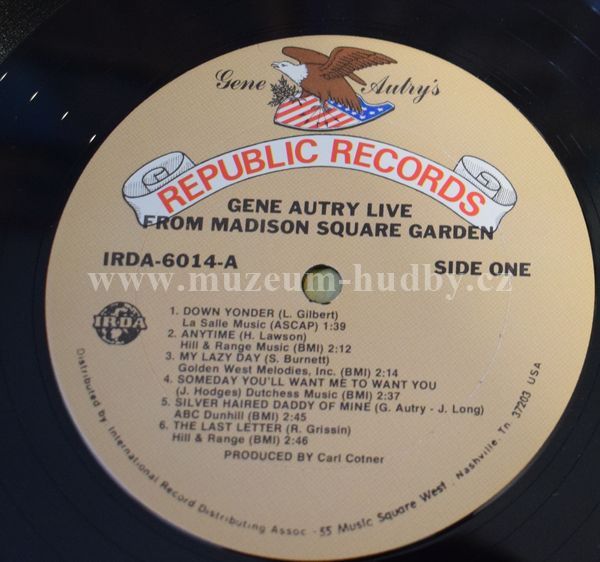 Gene Autry's
REPUBLIC RECORDS
GENE AUTRY LIVE
FROM MADISON SQUARE GARDEN
IRDA-6014-A
SIDE ONE
www.muzeum-hudby.cz
IRDA
1. DOWN YONDER (L. Gilbert)
La Salle Music (ASCAP) 1:39
2. ANYTIME (H. Lawson)
Hill & Range Music (BMI) 2:12
3. MY LAZY DAY (S. Burnett)
Golden West Melodies, Inc. (BMI) 2:14
4. SOMEDAY YOU'LL WANT ME TO WANT YOU
(J. Hodges) Dutchess Music (BMI) 2:37
5. SILVER HAIRED DADDY OF MINE (G. Autry - J. Long)
ABC Dunhill (BMI) 2:45
6. THE LAST LETTER (R. Grissin)
Hill & Range (BMI) 2:46
PRODUCED BY Carl Cotner
Distributed by International Record Distributing Assoc - 55 Music Square West . Nashville, Tn 37203 USA